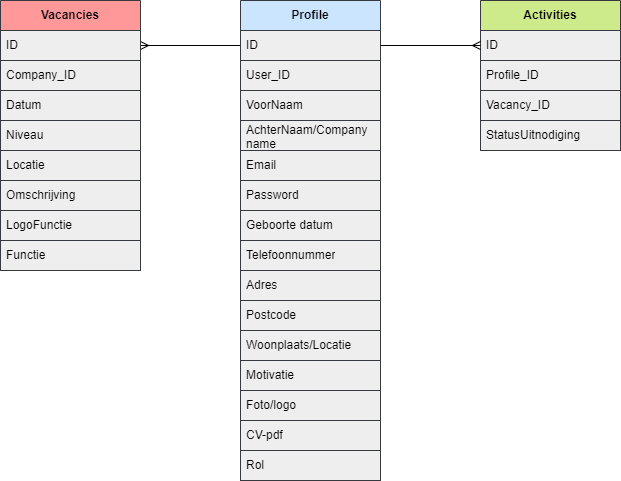 Vacancies
ID
Company_ID
Datum
Niveau
Locatie
Omschrijving
LogoFunctie
Functie
Profile
ID
User_ID
VoorNaam
AchterNaam/Company
name
Email
Password
Geboorte datum
Telefoonnummer
Adres
Postcode
Woonplaats/Locatie
Motivatie
Foto/logo
CV-pdf
Rol
Activities
ID
Profile_ID
Vacancy_ID
StatusUitnodiging